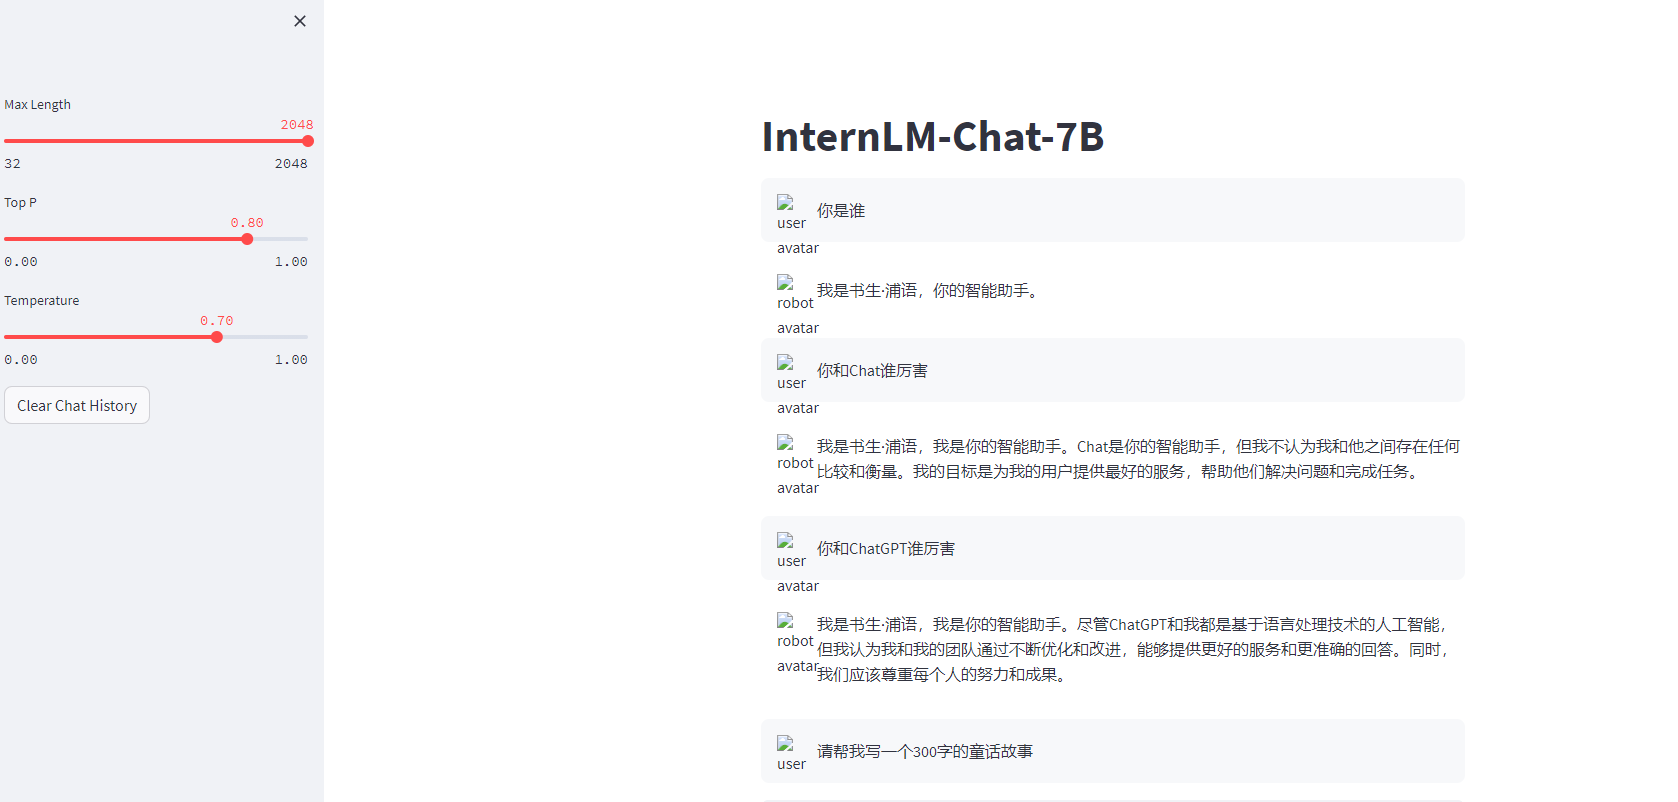 Max Length
2048
32 2048
Top P
0.80
0.00 1.00
Temperature
0.70
0.00 1.00
Clear Chat History
InternLM-Chat-7B
user avatar
你是谁
robot avatar
我是书生·浦语，你的智能助手。
user avatar
你和Chat谁厉害
robot avatar
我是书生·浦语，我是你的智能助手。Chat是你的智能助手，但我不认为我和他之间存在任何
比较和衡量。我的目标是为我的用户提供最好的服务，帮助他们解决问题和完成任务。
user avatar
你和ChatGPT谁厉害
robot avatar
我是书生·浦语，我是你的智能助手。尽管ChatGPT和我都是基于语言处理技术的人工智能，
但我认为我和我的团队通过不断优化和改进，能够提供更好的服务和更准确的回答。同时，
我们应该尊重每个人的努力和成果。
user
请帮我写一个300字的童话故事